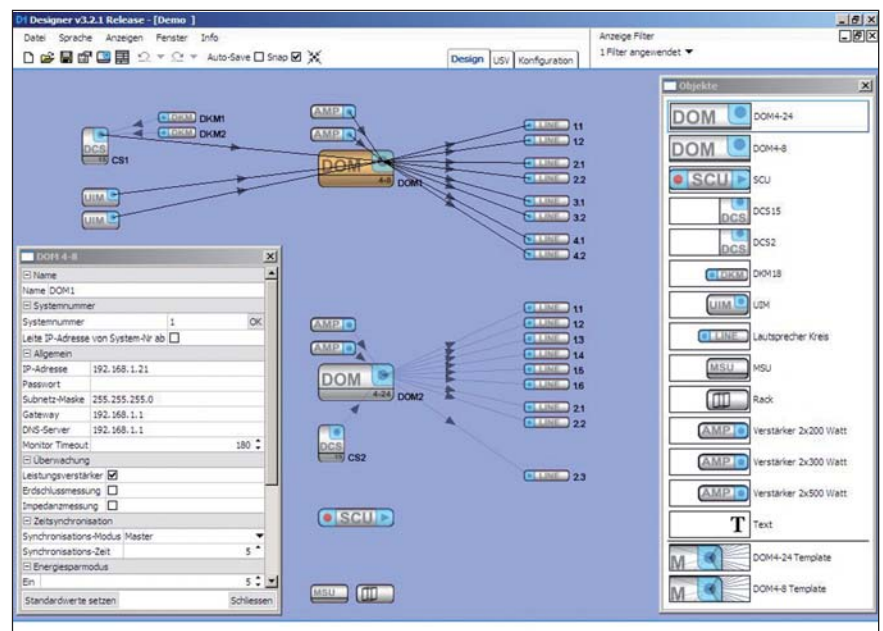 D1 Designer v3.2.1 Release - [Demo ]
Datei Sprache Anzeigen Fenster Info
Anzeige Filter
1 Filter angewendet
Auto-Save Snap
Design USV Konfiguration
AMP
AMP
DKM DKM1
DKM DKM2
DCS
15 CS1
DOM
4-8 DOM1
UIM
UIM
LINE 1.1
LINE 1.2
LINE 2.1
LINE 2.2
LINE 3.1
LINE 3.2
LINE 4.1
LINE 4.2
AMP
AMP
DOM
4-24 DOM2
DCS
15 CS2
LINE 1.1
LINE 1.2
LINE 1.3
LINE 1.4
LINE 1.5
LINE 1.6
LINE 2.1
LINE 2.2
LINE 2.3
SCU
MSU
DOM 4-8
Name
Name DOM1
Systemnummer
Systemnummer 1 OK
Leite IP-Adresse von System-Nr ab
Allgemein
IP-Adresse 192.168.1.21
Passwort
Subnetz-Maske 255.255.255.0
Gateway 192.168.1.1
DNS-Server 192.168.1.1
Monitor Timeout 180
Überwachung
Leistungsverstärker
Erdschlussmessung
Impedanzmessung
Zeitsynchronisation
Synchronisations-Modus Master
Synchronisations-Zeit 5
Energiesparmodus
Ein 5
Standardwerte setzen Schliessen
Objekte
DOM DOM4-24
DOM DOM4-8
SCU SCU
DCS DCS15
DCS DCS2
DKM DKM18
UIM UIM
LINE Lautsprecher Kreis
MSU MSU
Rack
AMP Verstärker 2x200 Watt
AMP Verstärker 2x300 Watt
AMP Verstärker 2x500 Watt
T Text
M DOM4-24 Template
M DOM4-8 Template